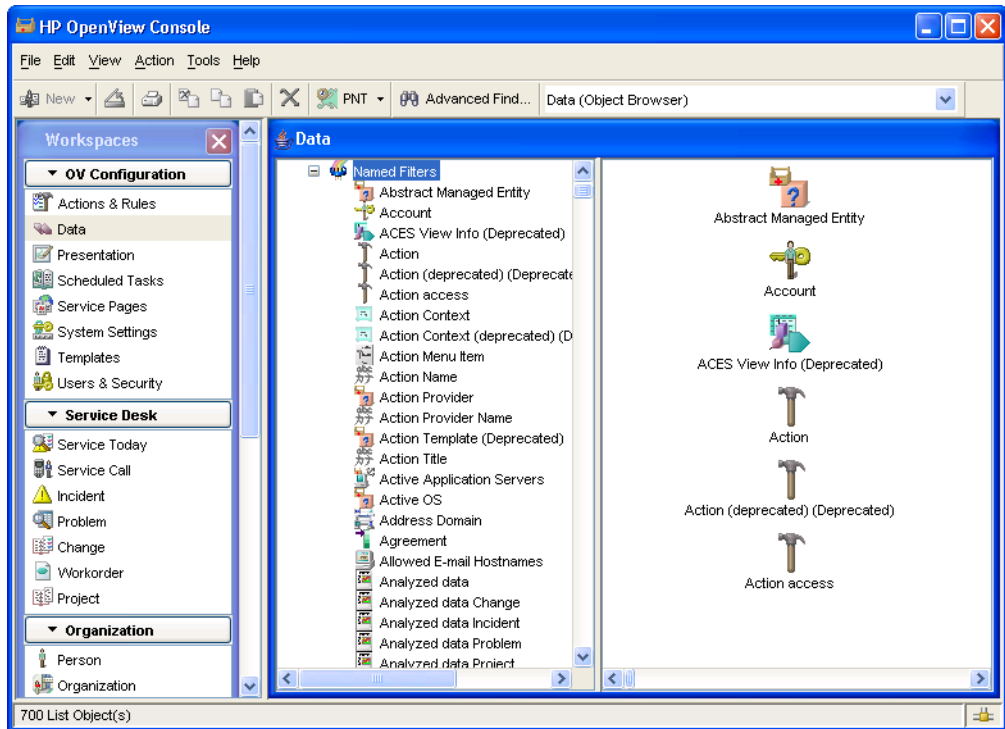 HP OpenView Console
File Edit View Action Tools Help
New PNT Advanced Find... Data (Object Browser)
Workspaces
OV Configuration
Actions & Rules
Data
Presentation
Scheduled Tasks
Service Pages
System Settings
Templates
Users & Security
Service Desk
Service Today
Service Call
Incident
Problem
Change
Workorder
Project
Organization
Person
Organization
Data
Named Filters
Abstract Managed Entity
Account
ACES View Info (Deprecated)
Action
Action (deprecated) (Deprecate
Action access
Action Context
Action Context (deprecated) (D
Action Menu Item
Action Name
Action Provider
Action Provider Name
Action Template (Deprecated)
Action Title
Active Application Servers
Active OS
Address Domain
Agreement
Allowed E-mail Hostnames
Analyzed data
Analyzed data Change
Analyzed data Incident
Analyzed data Problem
Analyzed data Project
Abstract Managed Entity
Account
ACES View Info (Deprecated)
Action
Action (deprecated) (Deprecated)
Action access
700 List Object(s)